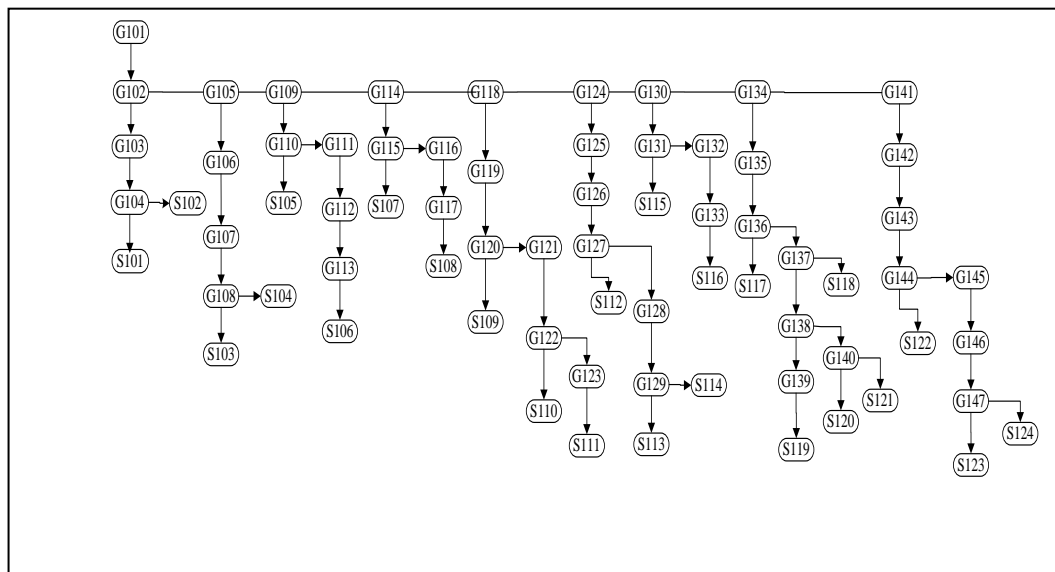 G101
G102 G105 G109 G114 G118 G124 G130 G134 G141
G103 G110 G111 G115 G116 G125 G131 G132
G106 G135 G142
G119
G104 S102 S105 S107 G126 S115
G112 G117 G133 G143
G107 G120 G121 G127 G136
S101 G113 S108 G137
S116 S117 S118 G144 G145
G108 S104 S112 G128
S106 S109 G138
G122 S122 G146
S103 G140
G123 G129 S114 G139
S121 G147
S110 S120
S111 S113 S119 S124
S123